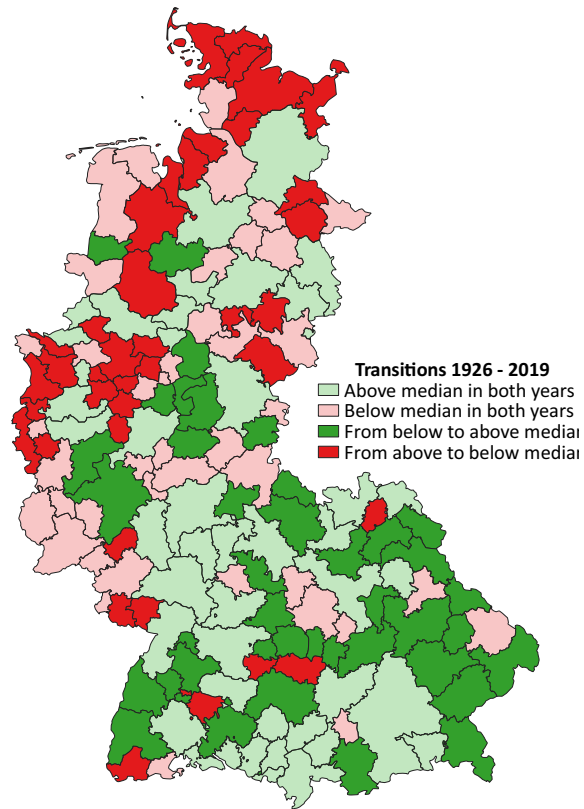 Transitions 1926 - 2019
Above median in both years
Below median in both years
From below to above median
From above to below median